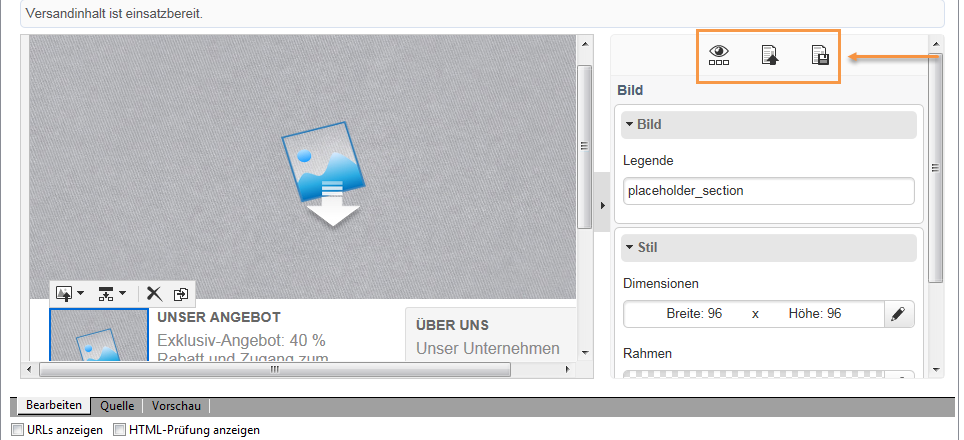 Versandinhalt ist einsatzbereit.
Bild
Bild
Legende
placeholder_section
Stil
Dimensionen
Breite: 96 x Höhe: 96
Rahmen
UNSER ANGEBOT
Exklusiv-Angebot: 40 %
Rabatt und Zugang zum
ÜBER UNS
Unser Unternehmen
Bearbeiten Quelle Vorschau
URLs anzeigen HTML-Prüfung anzeigen